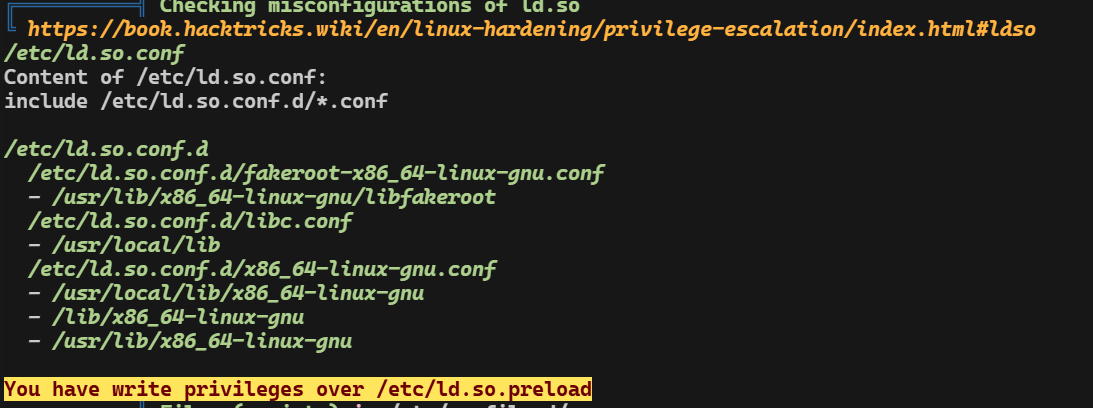 Checking misconfigurations of ld.so
https://book.hacktricks.wiki/en/linux-hardening/privilege-escalation/index.html#ldso
/etc/ld.so.conf
Content of /etc/ld.so.conf:
include /etc/ld.so.conf.d/*.conf
/etc/ld.so.conf.d
/etc/ld.so.conf.d/fakeroot-x86_64-linux-gnu.conf
- /usr/lib/x86_64-linux-gnu/libfakeroot
/etc/ld.so.conf.d/libc.conf
- /usr/local/lib
/etc/ld.so.conf.d/x86_64-linux-gnu.conf
- /usr/local/lib/x86_64-linux-gnu
- /lib/x86_64-linux-gnu
- /usr/lib/x86_64-linux-gnu
You have write privileges over /etc/ld.so.preload